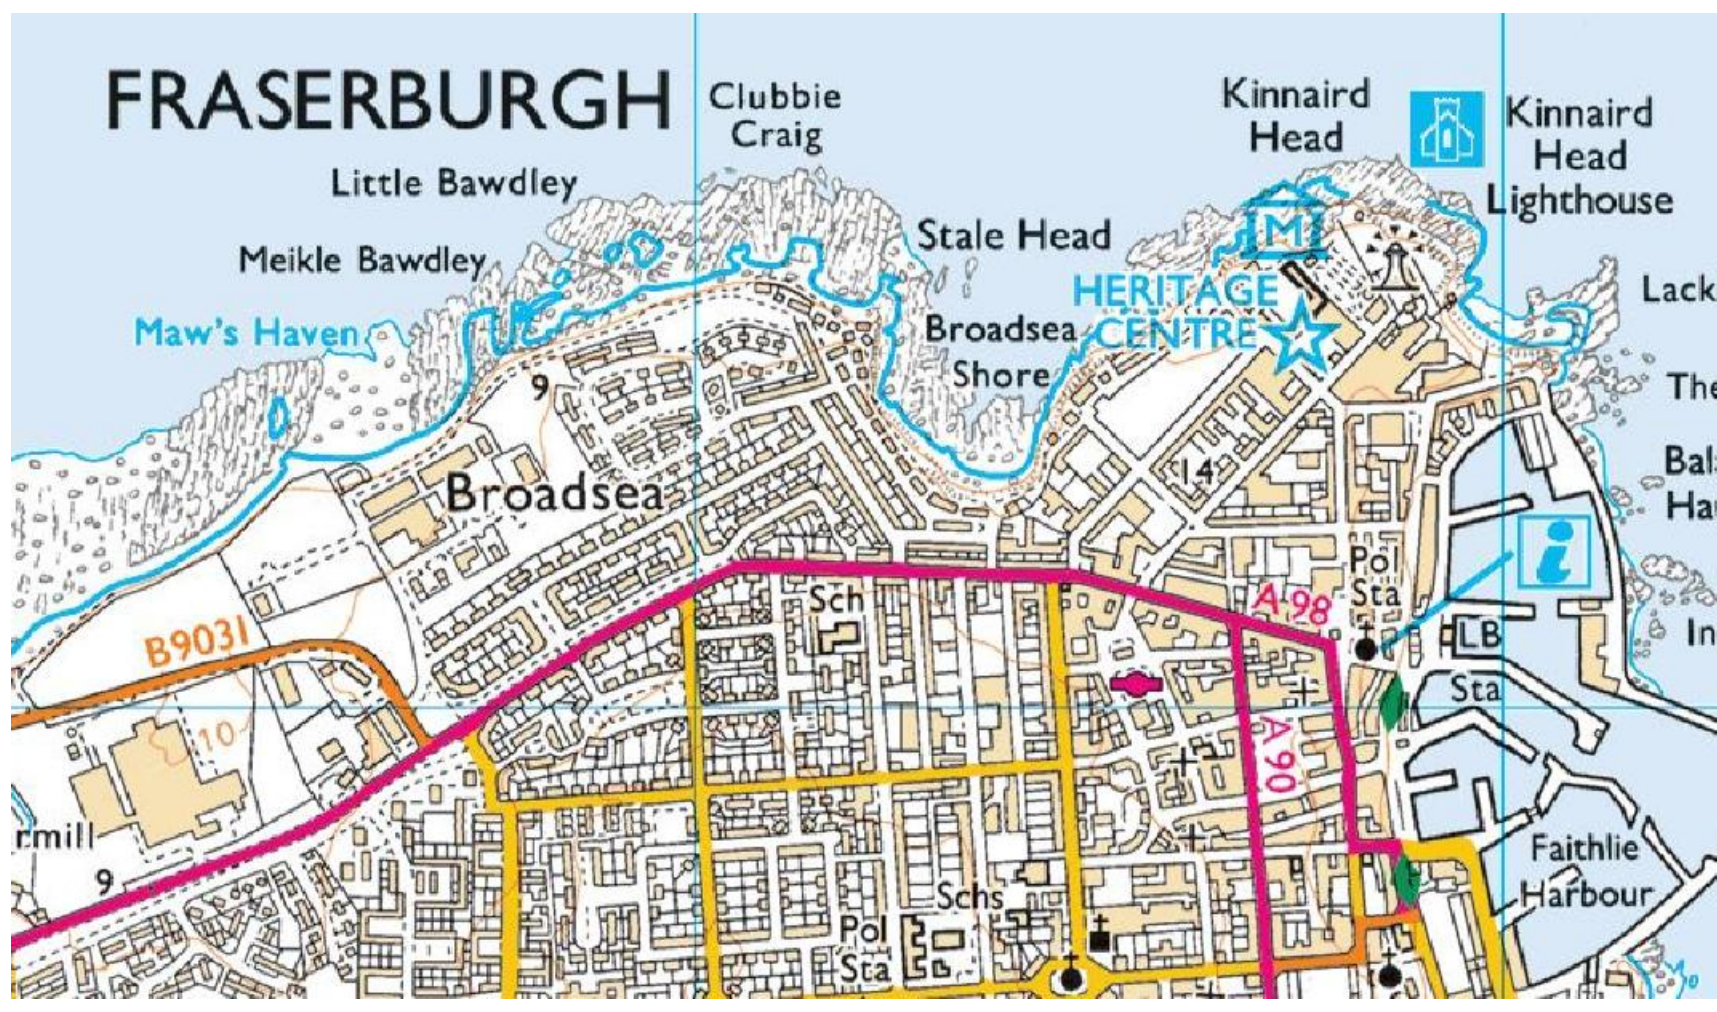 FRASERBURGH
Clubbie
Craig
Kinnaird
Head
Kinnaird
Head
Lighthouse
Little Bawdley
Meikle Bawdley
Stale Head
M
HERITAGE
CENTRE
Maw's Haven
Broadsea
Shore
Lack
The
9
Broadsea
14
Bal
Ha
i
Pol
Sta
A 98
Sch
B9031
LB
In
Sta
10
A 90
rmill
9
Faithlie
Harbour
Schs
Pol
Sta